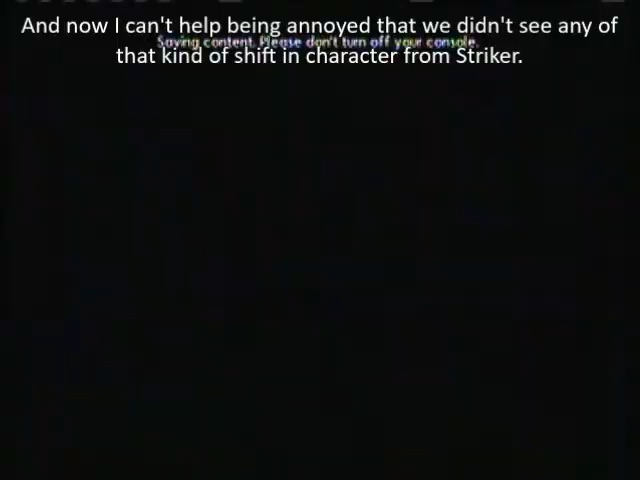 And now I can't help being annoyed that we didn't see any of
Saving content. Please don't turn off your console.
that kind of shift in character from Striker.